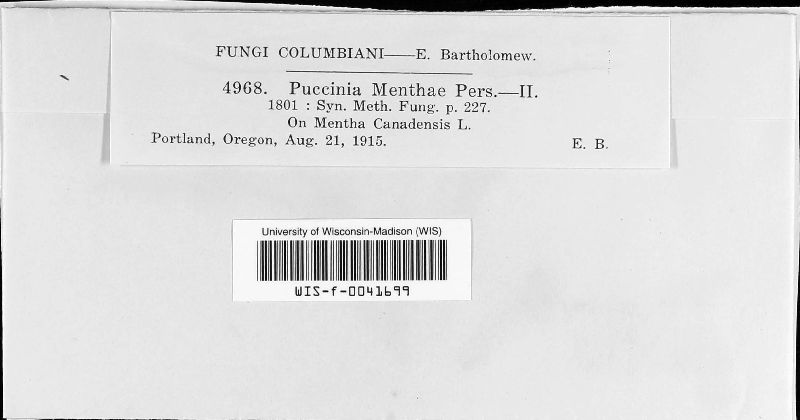 FUNGI COLUMBIANI——E. Bartholomew.
4968. Puccinia Menthae Pers.—II.
1801 : Syn. Meth. Fung. p. 227.
On Mentha Canadensis L.
Portland, Oregon, Aug. 21, 1915. E. B.
University of Wisconsin-Madison (WIS)
WIS-f-0041699